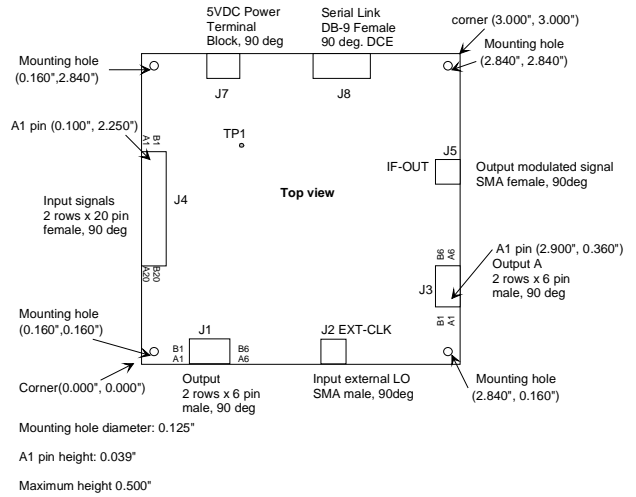 5VDC Power
Terminal
Block, 90 deg
Serial Link
DB-9 Female
90 deg. DCE
corner (3.000", 3.000")
Mounting hole
(0.160",2.840")
Mounting hole
(2.840", 2.840")
J7
J8
A1 pin (0.100", 2.250")
A1
B1
TP1
J5
IF-OUT
Output modulated signal
SMA female, 90deg
Top view
J4
Input signals
2 rows x 20 pin
female, 90 deg
B6
A6
A1 pin (2.900", 0.360")
Output A
2 rows x 6 pin
male, 90 deg
A20
B20
J3
B1
A1
Mounting hole
(0.160",0.160")
J1
J2 EXT-CLK
B1
A1
B6
A6
Corner(0.000", 0.000")
Output
2 rows x 6 pin
male, 90 deg
Input external LO
SMA male, 90deg
Mounting hole
(2.840", 0.160")
Mounting hole diameter: 0.125"
A1 pin height: 0.039"
Maximum height 0.500"